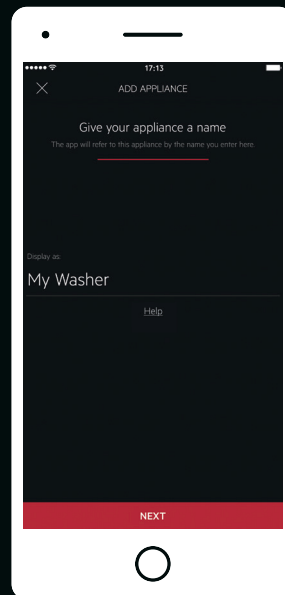 17:13
ADD APPLIANCE
Give your appliance a name
The app will refer to this appliance by the name you enter here
Display as:
My Washer
Help
NEXT